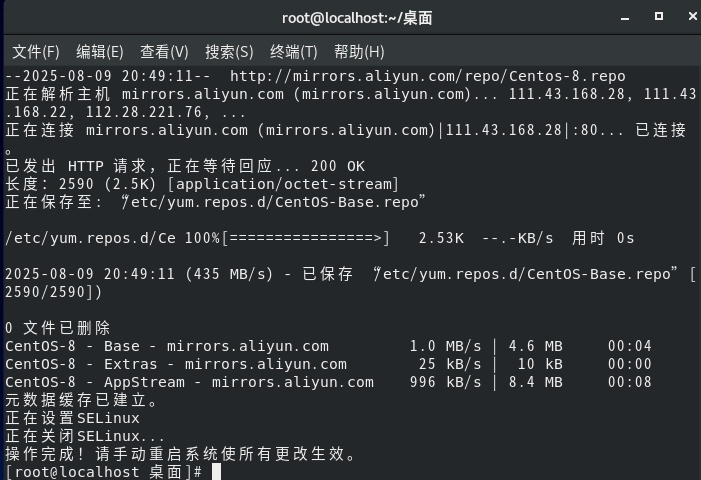 root@localhost:~/桌面
文件(F) 编辑(E) 查看(V) 搜索(S) 终端(T) 帮助(H)
--2025-08-09 20:49:11--  http://mirrors.aliyun.com/repo/Centos-8.repo
正在解析主机 mirrors.aliyun.com (mirrors.aliyun.com)... 111.43.168.28, 111.43
.168.22, 112.28.221.76, ...
正在连接 mirrors.aliyun.com (mirrors.aliyun.com)|111.43.168.28|:80... 已连接
。
已发出 HTTP 请求，正在等待回应... 200 OK
长度：2590 (2.5K) [application/octet-stream]
正在保存至: “/etc/yum.repos.d/CentOS-Base.repo”
/etc/yum.repos.d/Ce 100%[================>]   2.53K  --.-KB/s  用时 0s
2025-08-09 20:49:11 (435 MB/s) - 已保存 “/etc/yum.repos.d/CentOS-Base.repo” [
2590/2590])
0 文件已删除
CentOS-8 - Base - mirrors.aliyun.com         1.0 MB/s | 4.6 MB     00:04
CentOS-8 - Extras - mirrors.aliyun.com        25 kB/s |  10 kB     00:00
CentOS-8 - AppStream - mirrors.aliyun.com    996 kB/s | 8.4 MB     00:08
元数据缓存已建立。
正在设置SELinux
正在关闭SELinux...
操作完成！请手动重启系统使所有更改生效。
[root@localhost 桌面]#